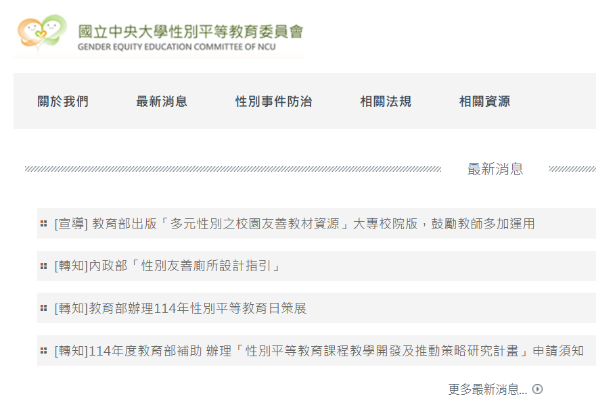 國立中央大學性別平等教育委員會
GENDER EQUITY EDUCATION COMMITTEE OF NCU
關於我們 最新消息 性別事件防治 相關法規 相關資源
最新消息
[宣導] 教育部出版「多元性別之校園友善教材資源」大專校院版，鼓勵教師多加運用
[轉知]內政部「性別友善廁所設計指引」
[轉知]教育部辦理114年性別平等教育日策展
[轉知]114年度教育部補助 辦理「性別平等教育課程教學開發及推動策略研究計畫」申請須知
更多最新消息...